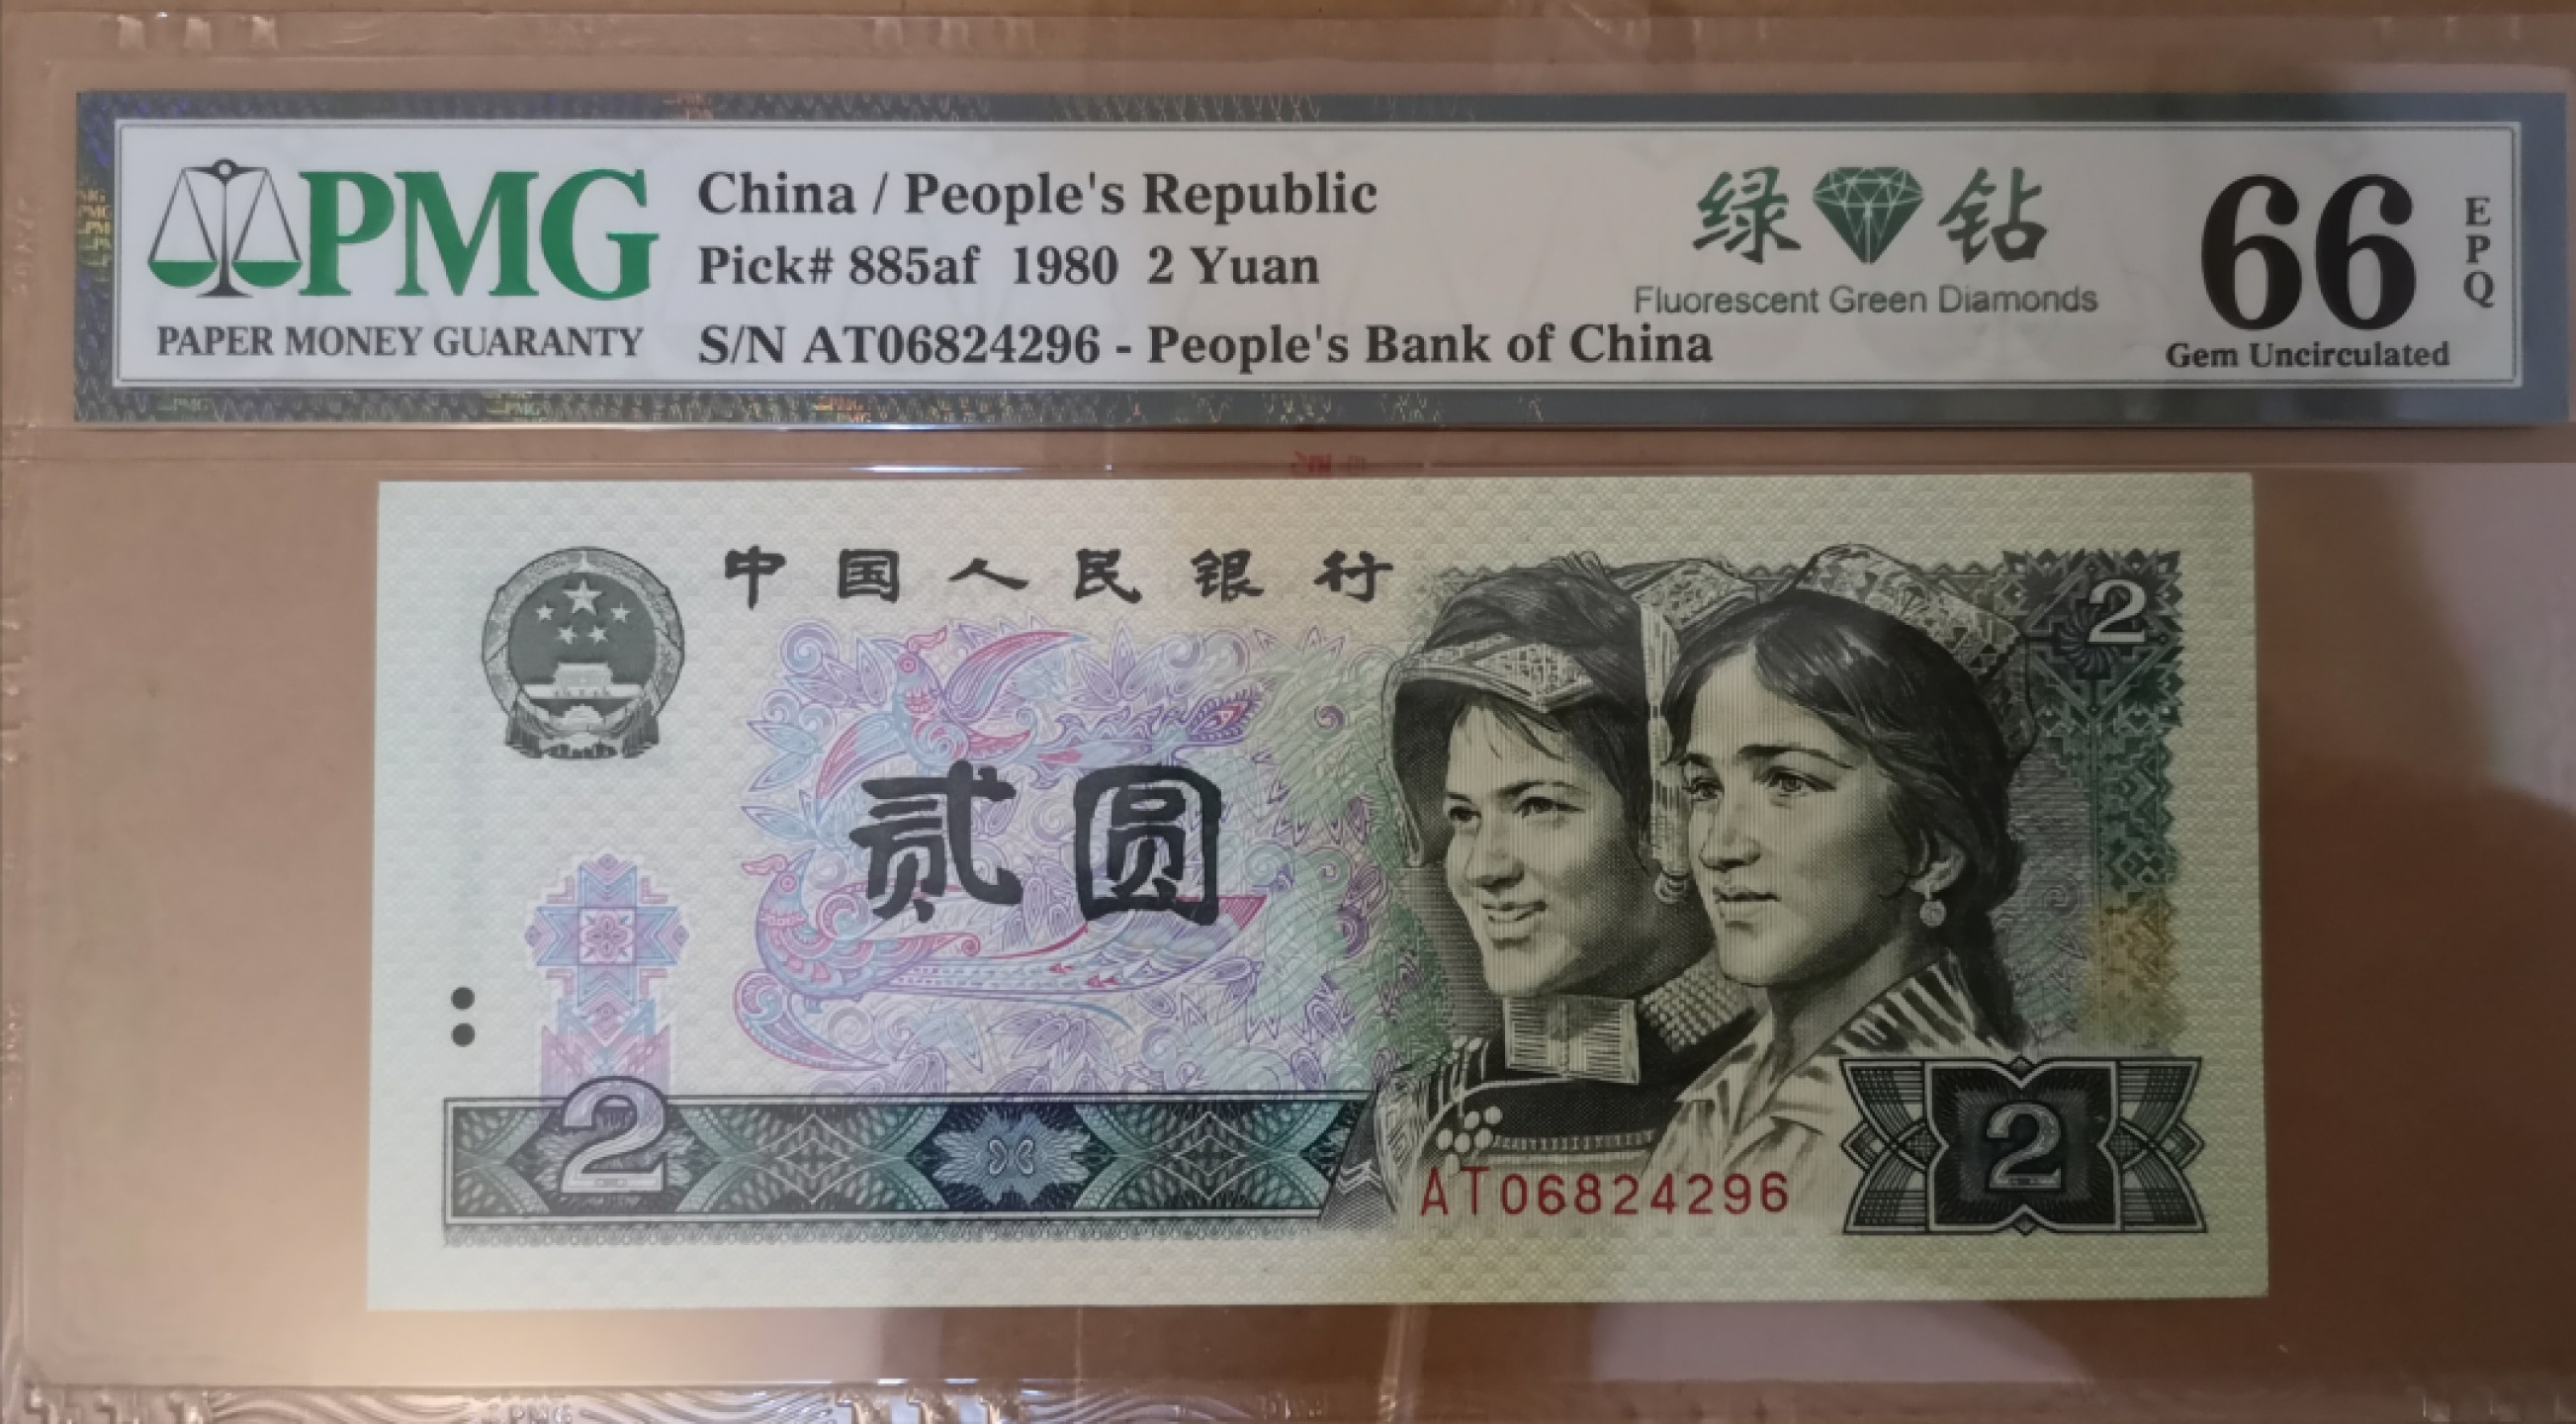 PMG
PAPER MONEY GUARANTY
China / People's Republic
Pick# 885af 1980 2 Yuan
S/N AT06824296 - People's Bank of China
绿 钻
Fluorescent Green Diamonds
66
EPQ
Gem Uncirculated
中国人民银行
2
贰圆
2
AT06824296
2